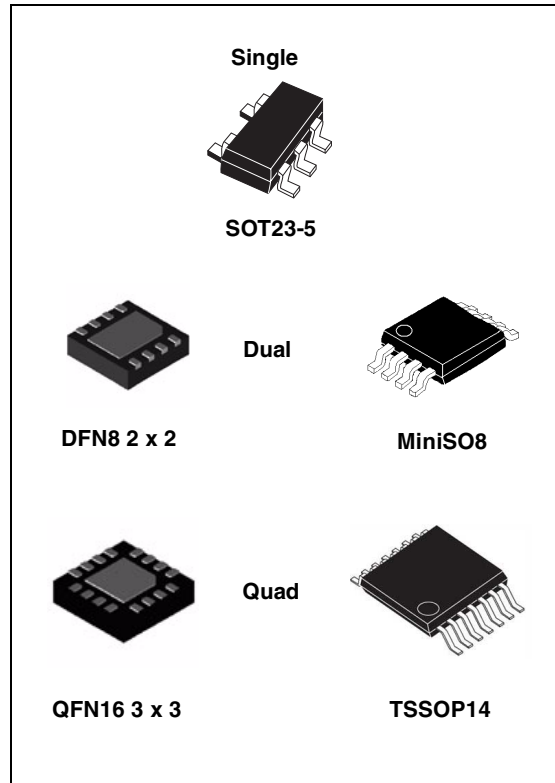 Single
SOT23-5
Dual
DFN8 2 x 2
MiniSO8
Quad
QFN16 3 x 3
TSSOP14